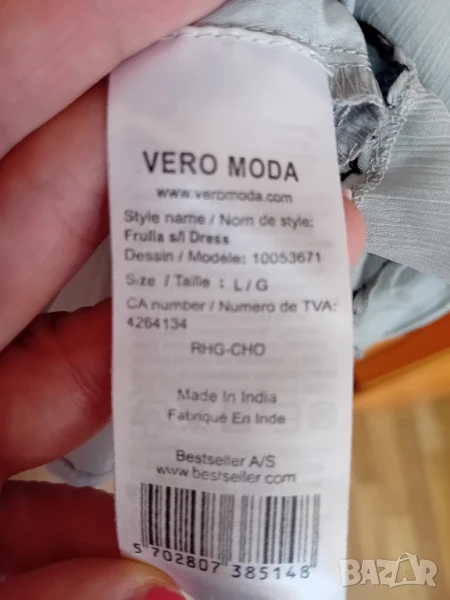 VERO MODA
www.veromoda.com
Style name / Nom de style:
Frulla s/l Dress
Dessin / Modèle: 10053671
Size / Taille : L / G
CA number / Numero de TVA:
4264134
RHG-CHO
Made In India
Fabriqué En Inde
Bestseller A/S
www.bestseller.com
5 702807 385148
BAZAR.bg